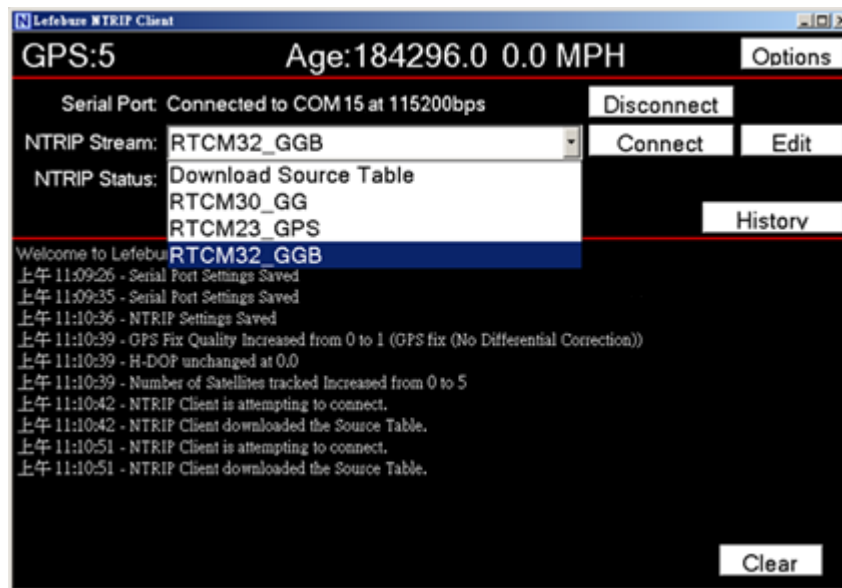 Lefebure NTRIP Client
GPS:5 Age:184296.0 0.0 MPH Options
Serial Port: Connected to COM15 at 115200bps Disconnect
NTRIP Stream: RTCM32_GGB Connect Edit
NTRIP Status: Download Source Table
RTCM30_GG
RTCM23_GPS History
RTCM32_GGB
Welcome to Lefebu
上午 11:09:26 - Serial Port Settings Saved
上午 11:09:35 - Serial Port Settings Saved
上午 11:10:36 - NTRIP Settings Saved
上午 11:10:39 - GPS Fix Quality Increased from 0 to 1 (GPS fix (No Differential Correction))
上午 11:10:39 - H-DOP unchanged at 0.0
上午 11:10:39 - Number of Satellites tracked Increased from 0 to 5
上午 11:10:42 - NTRIP Client is attempting to connect.
上午 11:10:42 - NTRIP Client downloaded the Source Table.
上午 11:10:51 - NTRIP Client is attempting to connect.
上午 11:10:51 - NTRIP Client downloaded the Source Table.
Clear